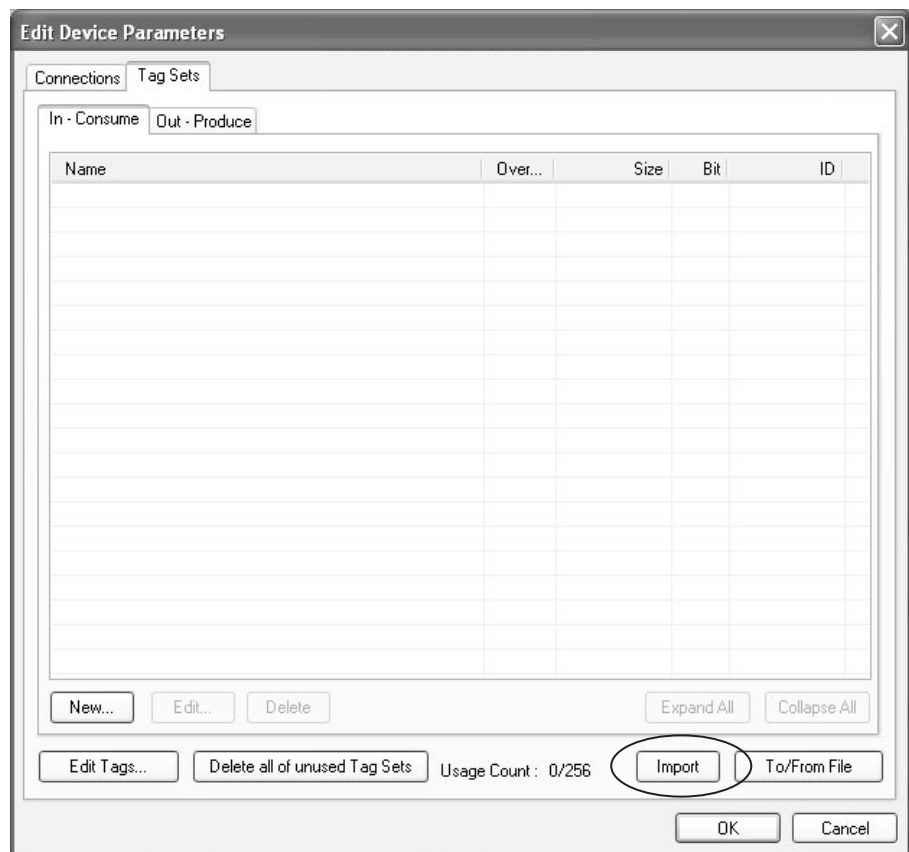 Edit Device Parameters
Connections Tag Sets
In - Consume Out - Produce
Name Over... Size Bit ID
New... Edit... Delete Expand All Collapse All
Edit Tags... Delete all of unused Tag Sets Usage Count : 0/256 Import To/From File
OK Cancel